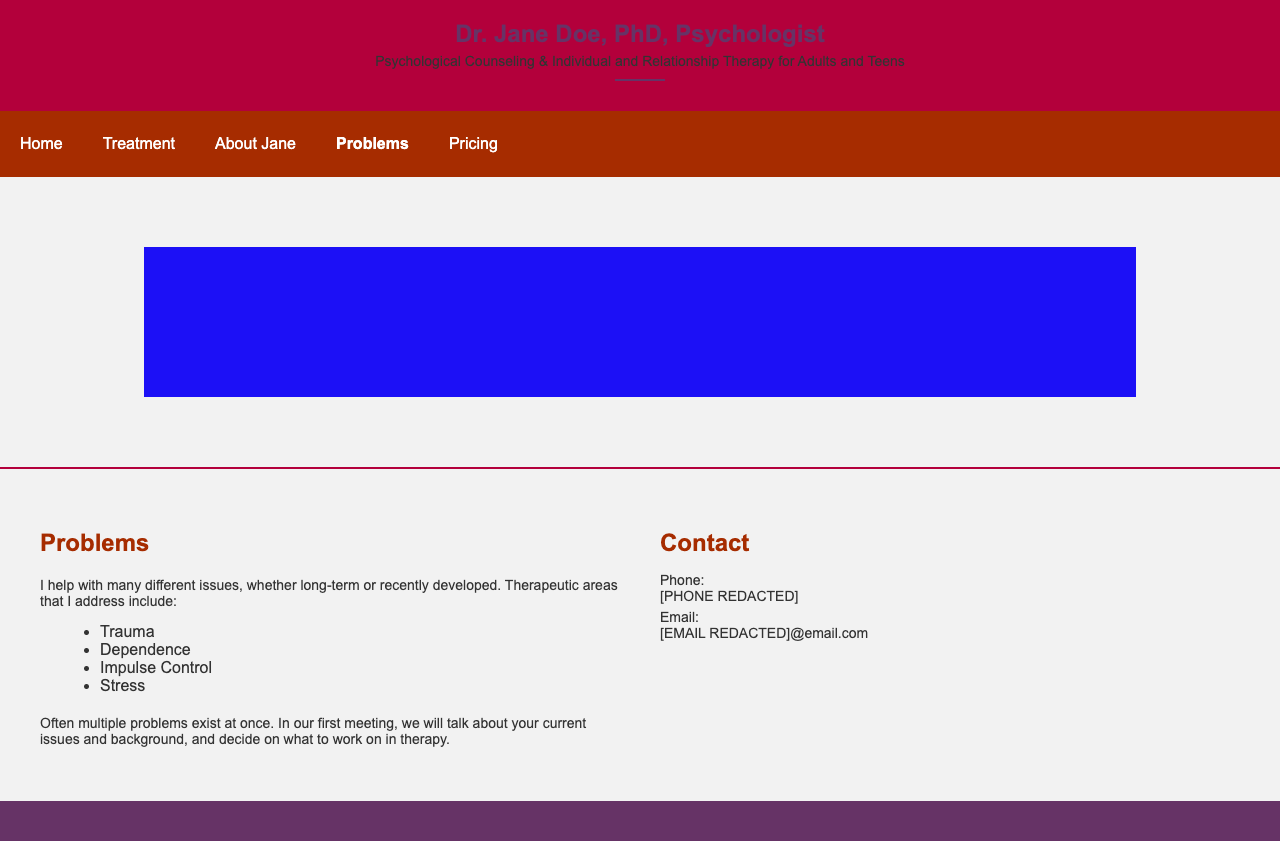 Dr. Jane Doe, PhD, Psychologist
Psychological Counseling & Individual and Relationship Therapy for Adults and Teens
Home Treatment About Jane Problems Pricing
Problems
I help with many different issues, whether long-term or recently developed. Therapeutic areas
that I address include:
• Trauma
• Dependence
• Impulse Control
• Stress
Often multiple problems exist at once. In our first meeting, we will talk about your current
issues and background, and decide on what to work on in therapy.
Contact
Phone:
[PHONE REDACTED]
Email:
[EMAIL REDACTED]@email.com